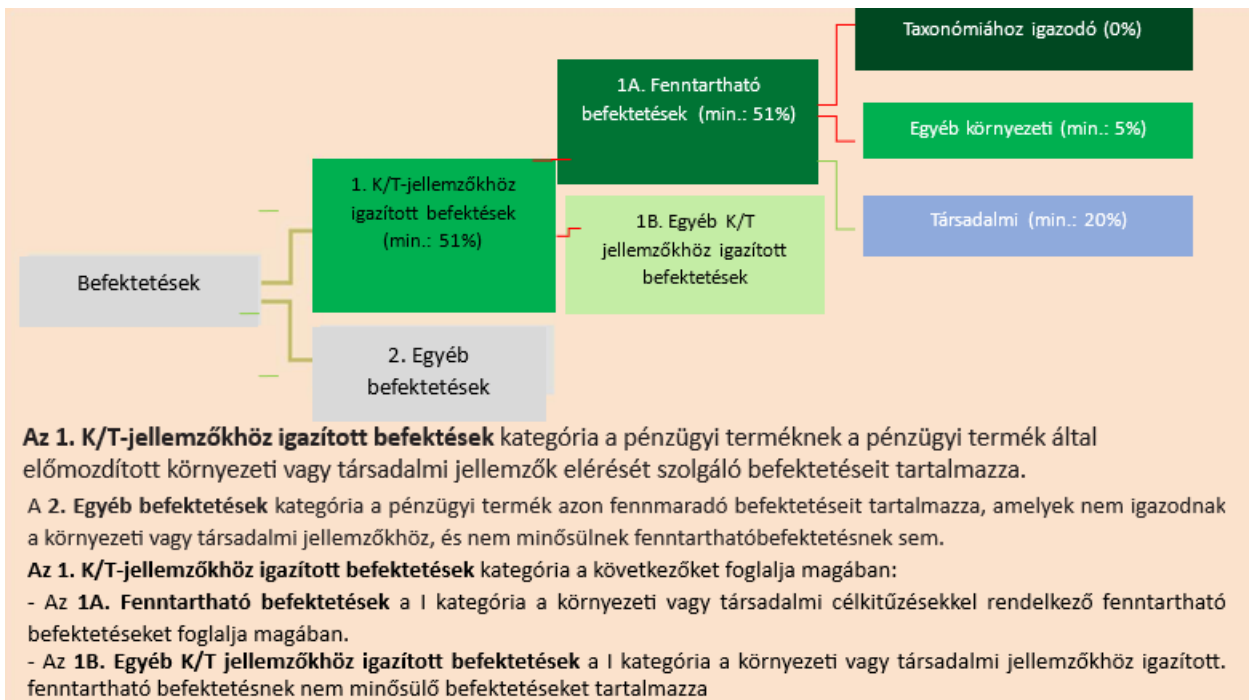 Taxonómiához igazodó (0%)
1A. Fenntartható
befektetések (min.: 51%)
Egyéb környezeti (min.: 5%)
1. K/T-jellemzőkhöz
igazított befektések
(min.: 51%)
1B. Egyéb K/T
jellemzőkhöz igazított
befektetések
Társadalmi (min.: 20%)
Befektetések
2. Egyéb
befektetések
Az 1. K/T-jellemzőkhöz igazított befektések kategória a pénzügyi terméknek a pénzügyi termék által
előmozdított környezeti vagy társadalmi jellemzők elérését szolgáló befektetéseit tartalmazza.
A 2. Egyéb befektetések kategória a pénzügyi termék azon fennmaradó befektetéseit tartalmazza, amelyek nem igazodnak
a környezeti vagy társadalmi jellemzőkhöz, és nem minősülnek fenntarthatóbefektetésnek sem.
Az 1. K/T-jellemzőkhöz igazított befektetések kategória a következőket foglalja magában:
- Az 1A. Fenntartható befektetések a I kategória a környezeti vagy társadalmi célkitűzésekkel rendelkező fenntartható
befektetéseket foglalja magában.
- Az 1B. Egyéb K/T jellemzőkhöz igazított befektetések a I kategória a környezeti vagy társadalmi jellemzőkhöz igazított.
fenntartható befektetésnek nem minősülő befektetéseket tartalmazza